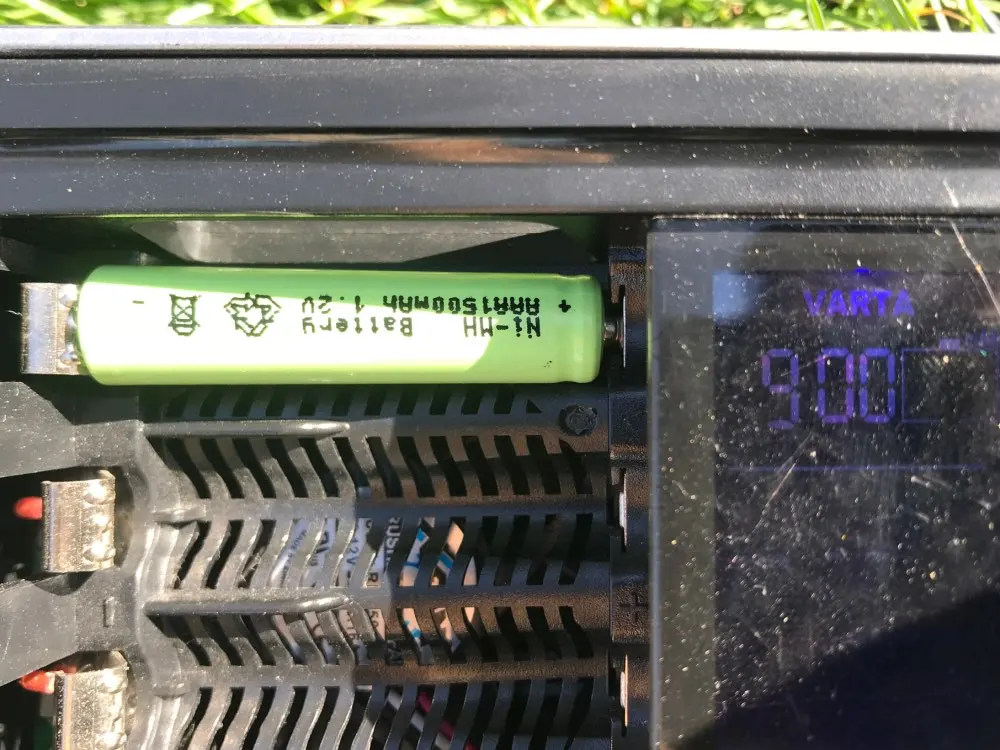 Ni-MH Battery
AAA1500mAh 1.2V
+
-
VARTA
900
+